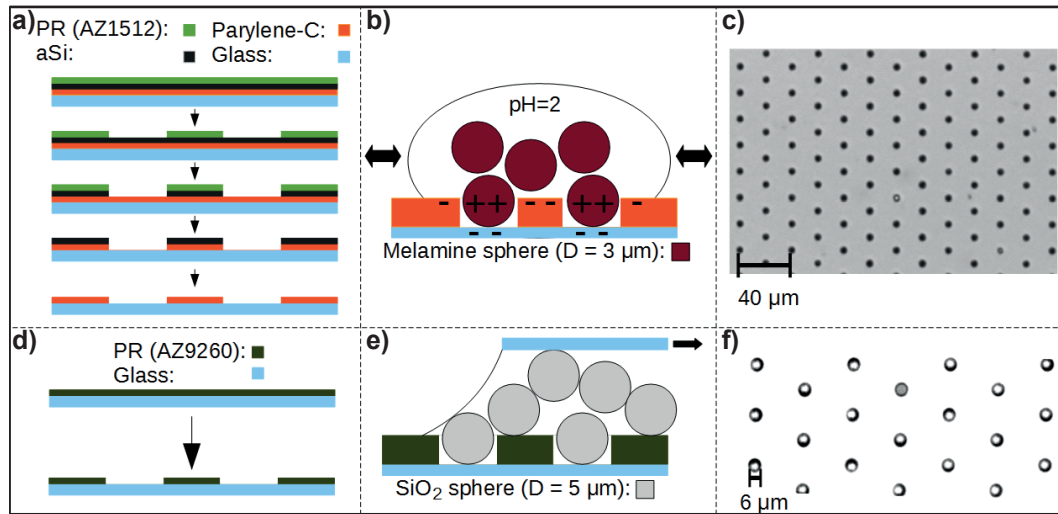 a)
PR (AZ1512): Parylene-C:
aSi: Glass:
b)
pH=2
- + + - - + + -
- - - -
Melamine sphere (D = 3 µm):
c)
40 µm
d)
PR (AZ9260):
Glass:
e)
SiO₂ sphere (D = 5 µm):
f)
6 µm